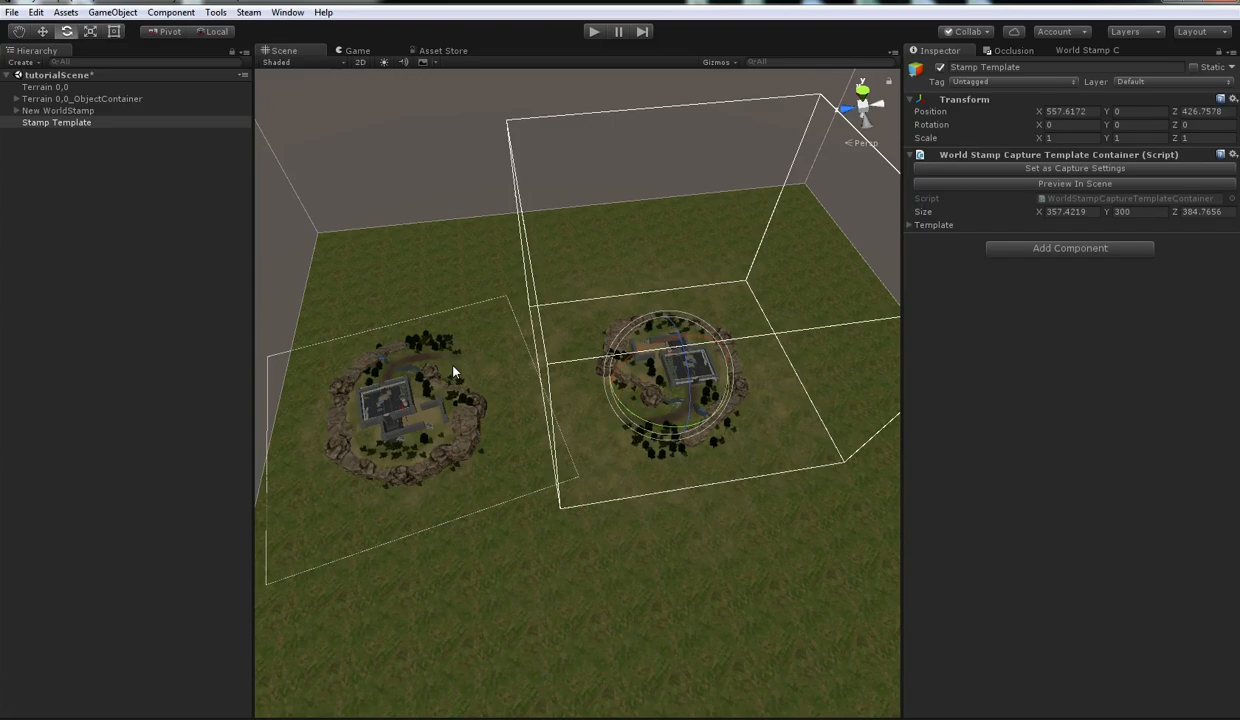 File Edit Assets GameObject Component Tools Steam Window Help
Pivot Local Collab Account Layers Layout
Hierarchy Scene Game Asset Store Inspector Occlusion World Stamp C
Create All Shaded 2D Gizmos All
Stamp Template Static
tutorialScene*
Tag Untagged Layer Default
Terrain 0,0
Terrain 0,0_ObjectContainer
New WorldStamp
Stamp Template
y
Persp
Transform
Position X 557.6172 Y 0 Z 426.7578
Rotation X 0 Y 0 Z 0
Scale X 1 Y 1 Z 1
World Stamp Capture Template Container (Script)
Set as Capture Settings
Preview In Scene
Script WorldStampCaptureTemplateContainer
Size X 357.4219 Y 300 Z 384.7656
Template
Add Component